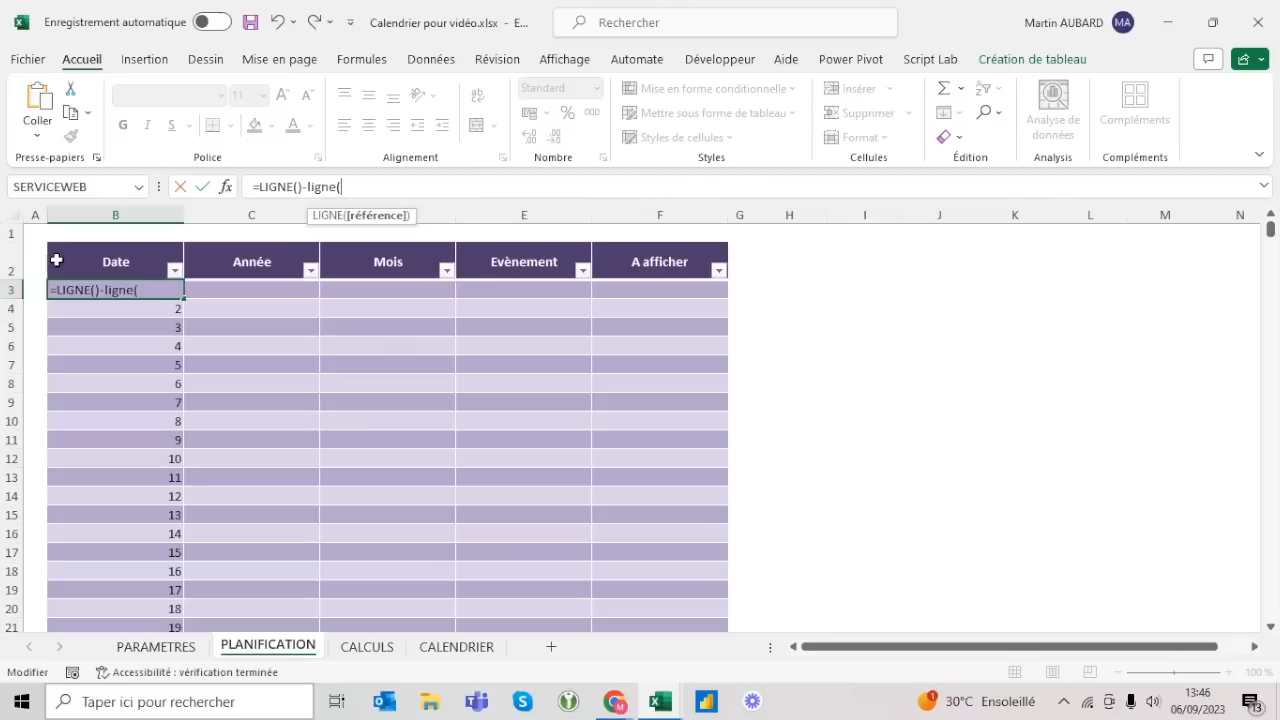 Enregistrement automatique
Calendrier pour vidéo.xlsx - E...
Rechercher
Martin AUBARD
MA
Fichier
Accueil
Insertion
Dessin
Mise en page
Formules
Données
Révision
Affichage
Automate
Développeur
Aide
Power Pivot
Script Lab
Création de tableau
Coller
11
Standard
000
Mise en forme conditionnelle
Mettre sous forme de tableau
Styles de cellules
Insérer
Supprimer
Format
Analyse de
données
Compléments
Presse-papiers
Police
Alignement
Nombre
Styles
Cellules
Édition
Analysis
Compléments
SERVICEWEB
fx
=LIGNE()-ligne(
LIGNE([référence])
A B C E F G H I J K L M N
1
2 Date Année Mois Evènement A afficher
3 =LIGNE()-ligne(
4 2
5 3
6 4
7 5
8 6
9 7
10 8
11 9
12 10
13 11
14 12
15 13
16 14
17 15
18 16
19 17
20 18
21 19
PARAMETRES
PLANIFICATION
CALCULS
CALENDRIER
Modifier
Accessibilité : vérification terminée
100 %
Taper ici pour rechercher
1
30°C Ensoleillé
13:46
06/09/2023
13